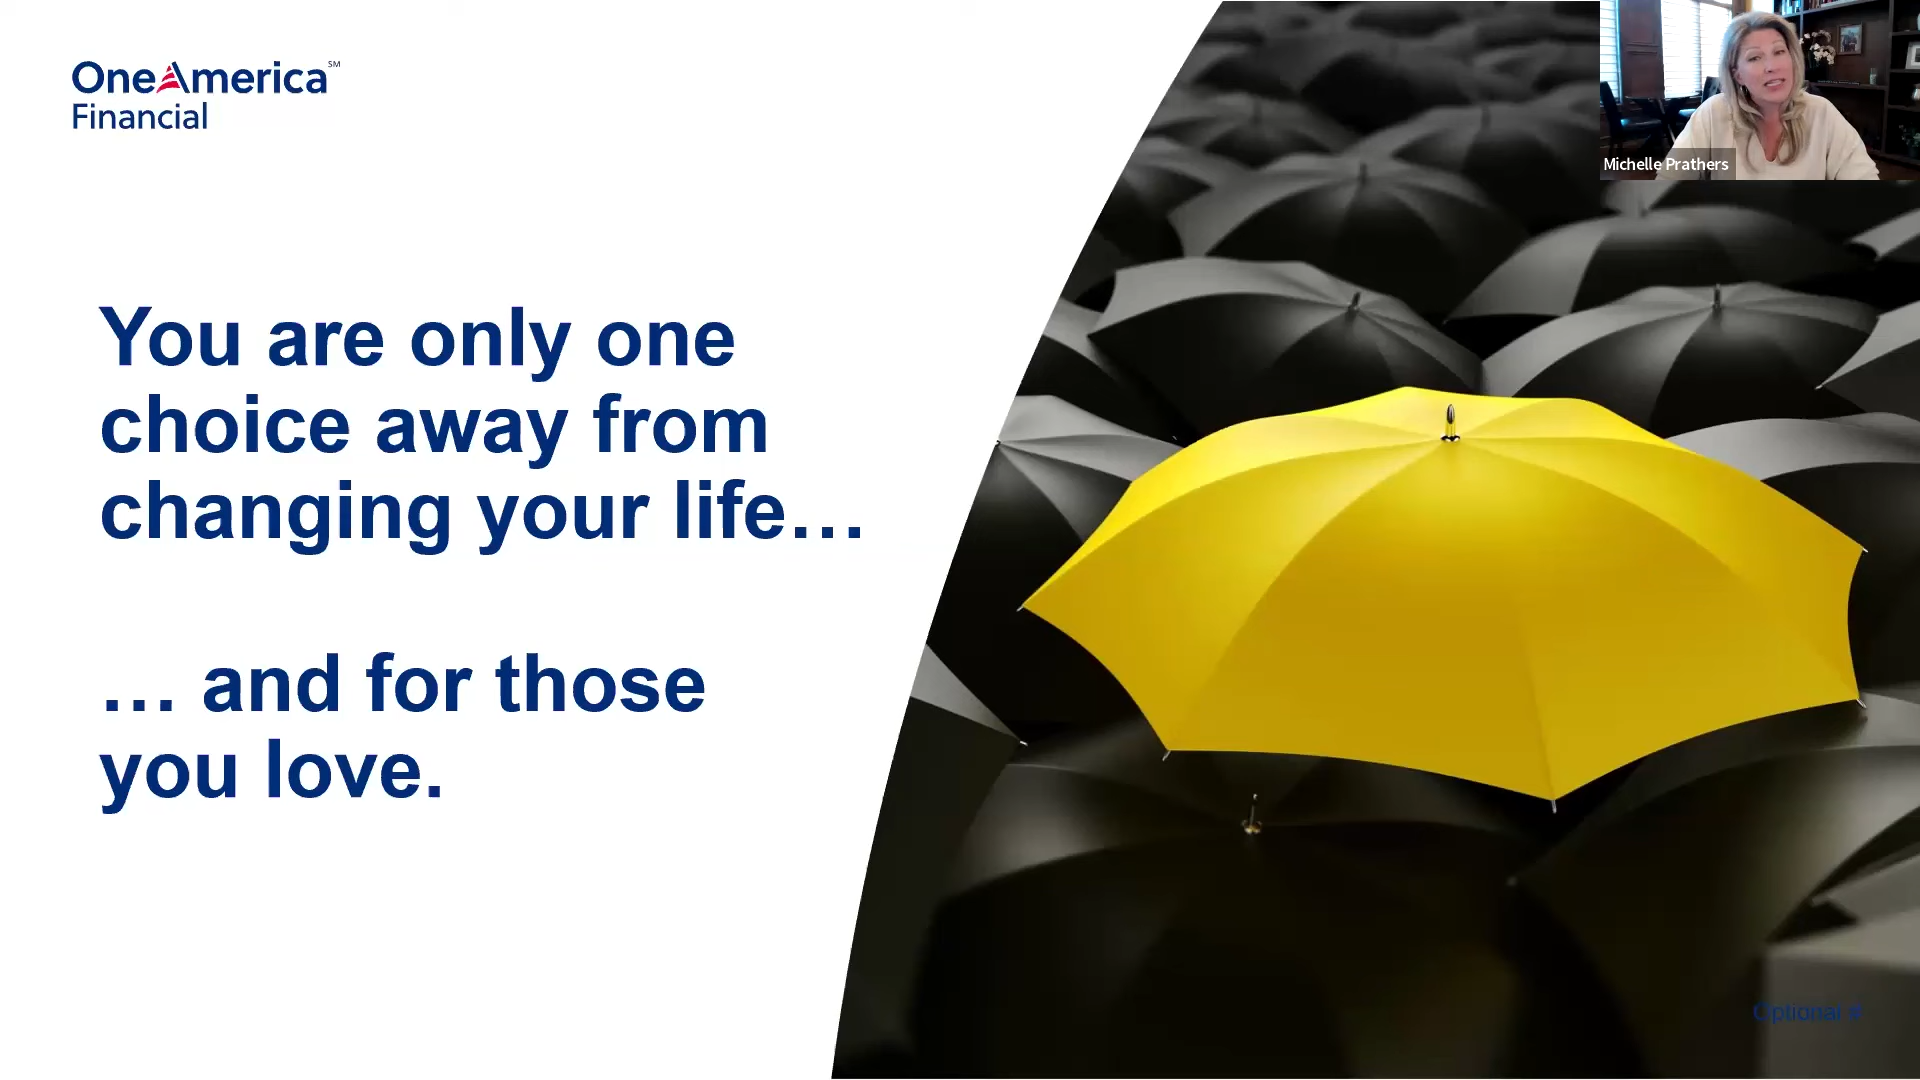 OneAmerica℠
Financial
Michelle Prathers
You are only one
choice away from
changing your life…
… and for those
you love.
Optional #